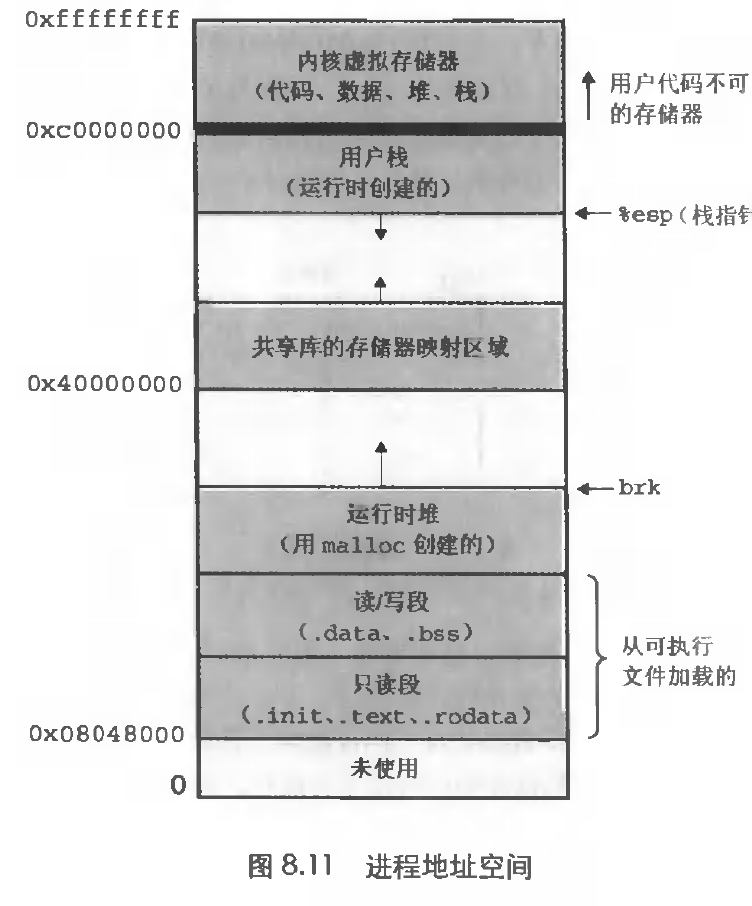 0xffffffff
内核虚拟存储器
（代码、数据、堆、栈）
用户代码不可
的存储器
0xc0000000
用户栈
（运行时创建的）
%esp（栈指针
共享库的存储器映射区域
0x40000000
brk
运行时堆
（用 malloc 创建的）
读/写段
（.data、.bss）
从可执行
文件加载的
只读段
（.init、.text、.rodata）
0x08048000
未使用
0
图 8.11 进程地址空间